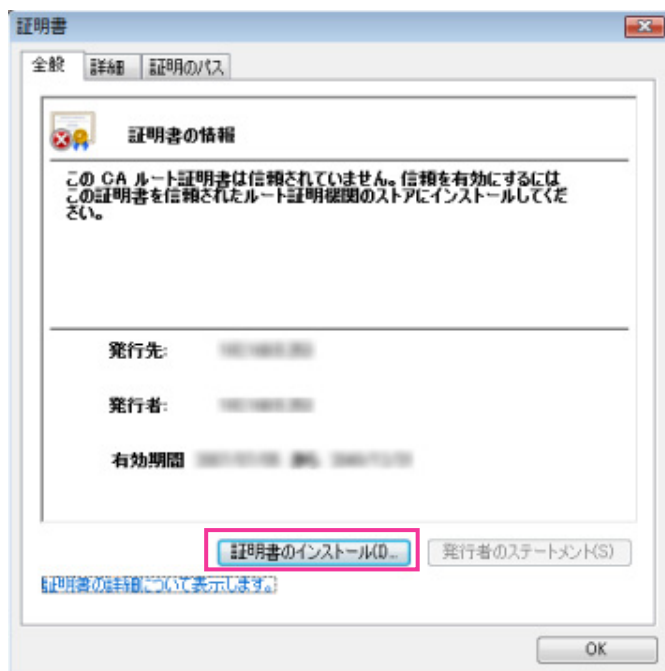 証明書
全般 詳細 証明のパス
証明書の情報
この CA ルート証明書は信頼されていません。信頼を有効にするには
この証明書を信頼されたルート証明機関のストアにインストールしてくだ
さい。
発行先:
発行者:
有効期間
証明書のインストール(I)... 発行者のステートメント(S)
証明書の詳細について表示します。
OK